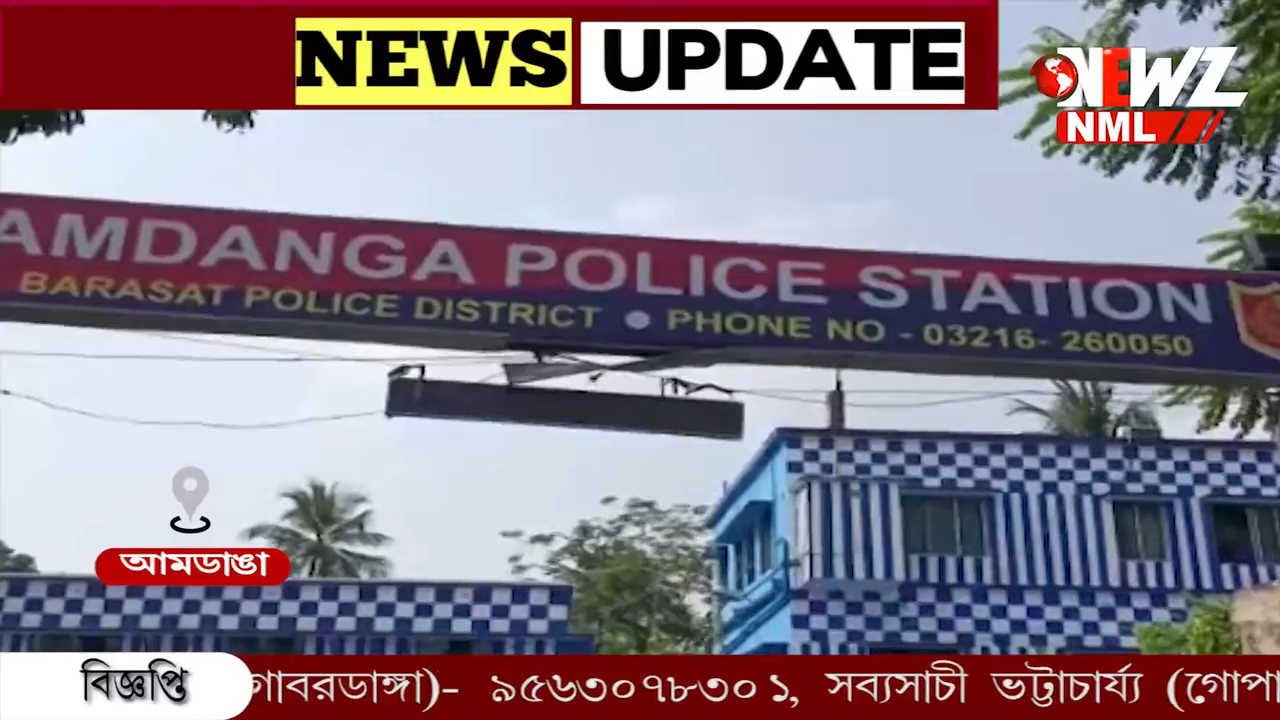 NEWS UPDATE
NEWZ
NML
AMDANGA POLICE STATION
BARASAT POLICE DISTRICT ● PHONE NO - 03216- 260050
আমডাঙা
বিজ্ঞপ্তি
গাবরডাঙ্গা)- ৯৫৬৩০৭৮৩০১, সব্যসাচী ভট্টাচার্য্য (গোপা